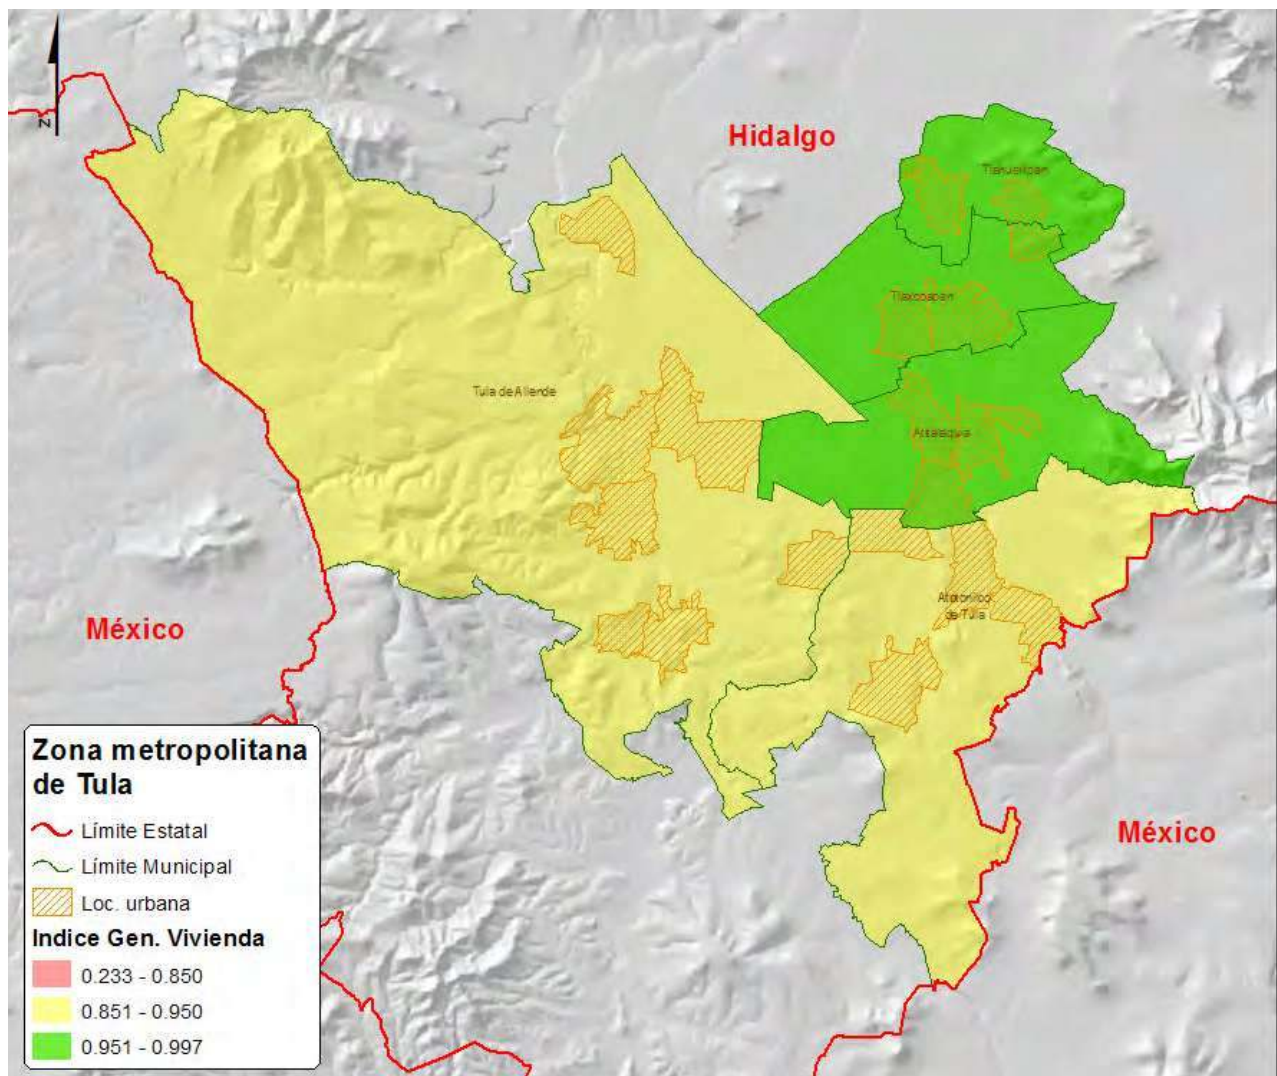 N
Hidalgo
Tlahuelilpan
Tlaxcoapan
Tula de Allende
Atitalaquia
Atotonilco
de Tula
México
México
Zona metropolitana
de Tula
Límite Estatal
Límite Municipal
Loc. urbana
Indice Gen. Vivienda
0.233 - 0.850
0.851 - 0.950
0.951 - 0.997